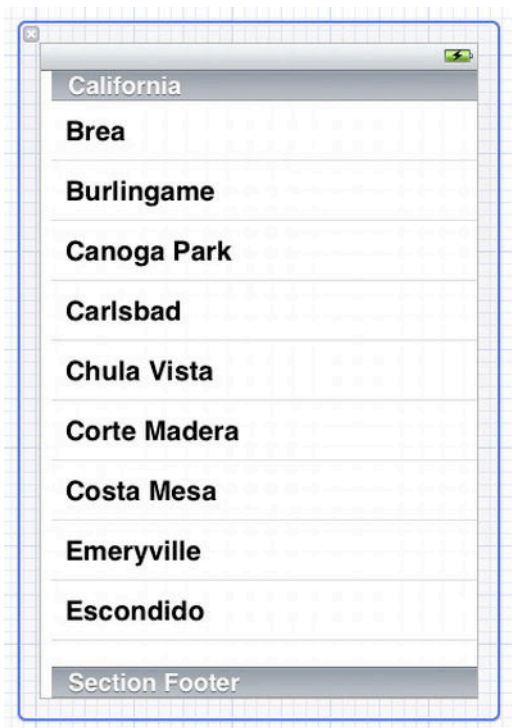 California
Brea
Burlingame
Canoga Park
Carlsbad
Chula Vista
Corte Madera
Costa Mesa
Emeryville
Escondido
Section Footer